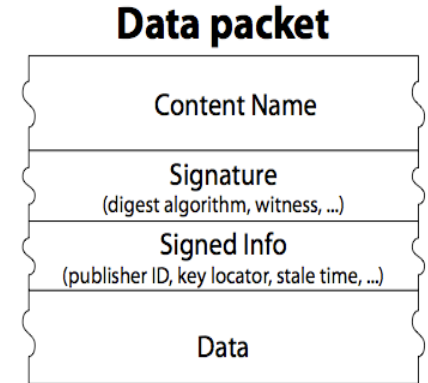 Data packet
Content Name
Signature
(digest algorithm, witness, ...)
Signed Info
(publisher ID, key locator, stale time, ...)
Data